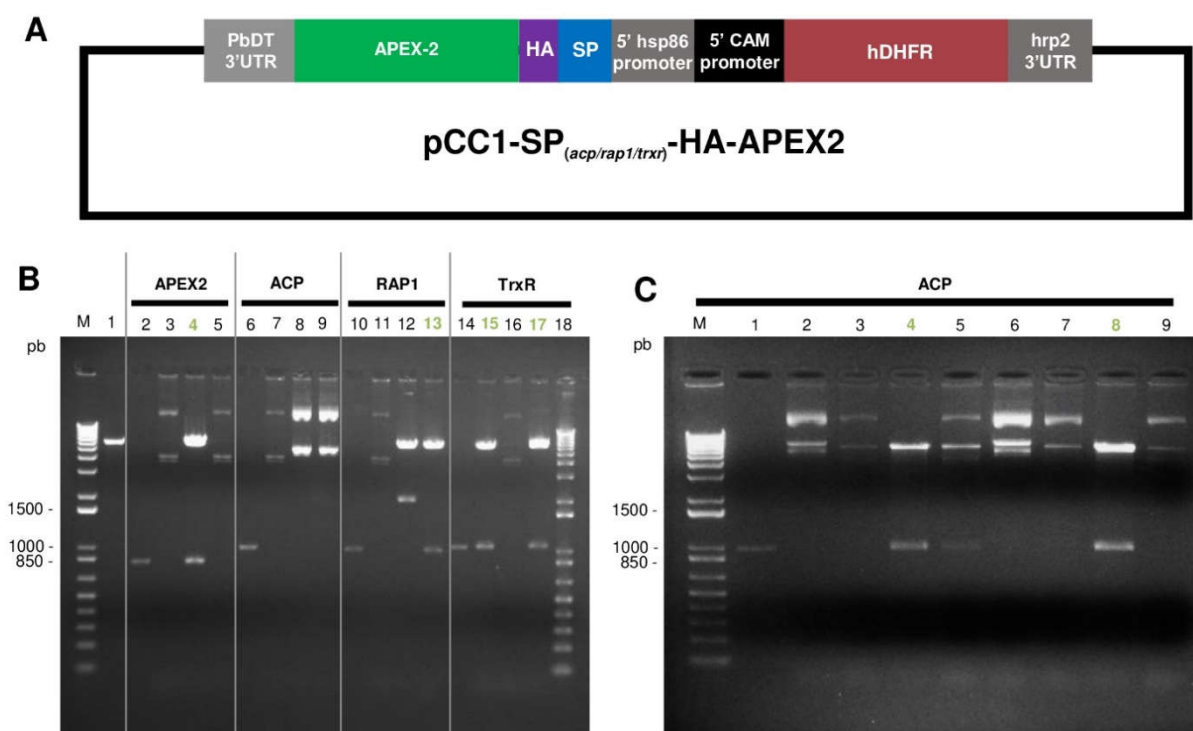 A
PbDT 3'UTR
APEX-2
HA
SP
5' hsp86 promoter
5' CAM promoter
hDHFR
hrp2 3'UTR
pCC1-SP(acp/rap1/trxr)-HA-APEX2
B
APEX2 ACP RAP1 TrxR
M 1 2 3 4 5 6 7 8 9 10 11 12 13 14 15 16 17 18
pb
1500 -
1000 -
850 -
C
ACP
M 1 2 3 4 5 6 7 8 9
pb
1500 -
1000 -
850 -